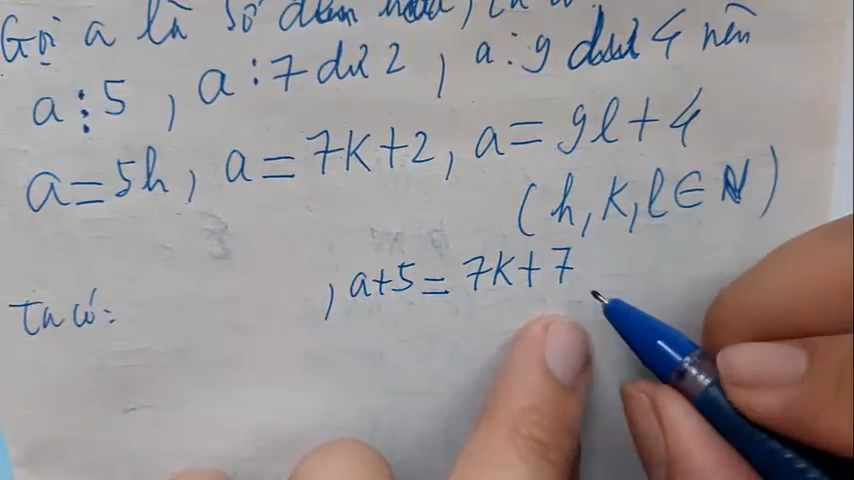 Gọi a là số
a ⋮ 5 , a : 7 dư 2 , a : 9 dư 4 nên
a = 5h, a = 7k+2, a = 9l+4
(h, k, l ∈ N)
Ta có: , a+5 = 7k+7